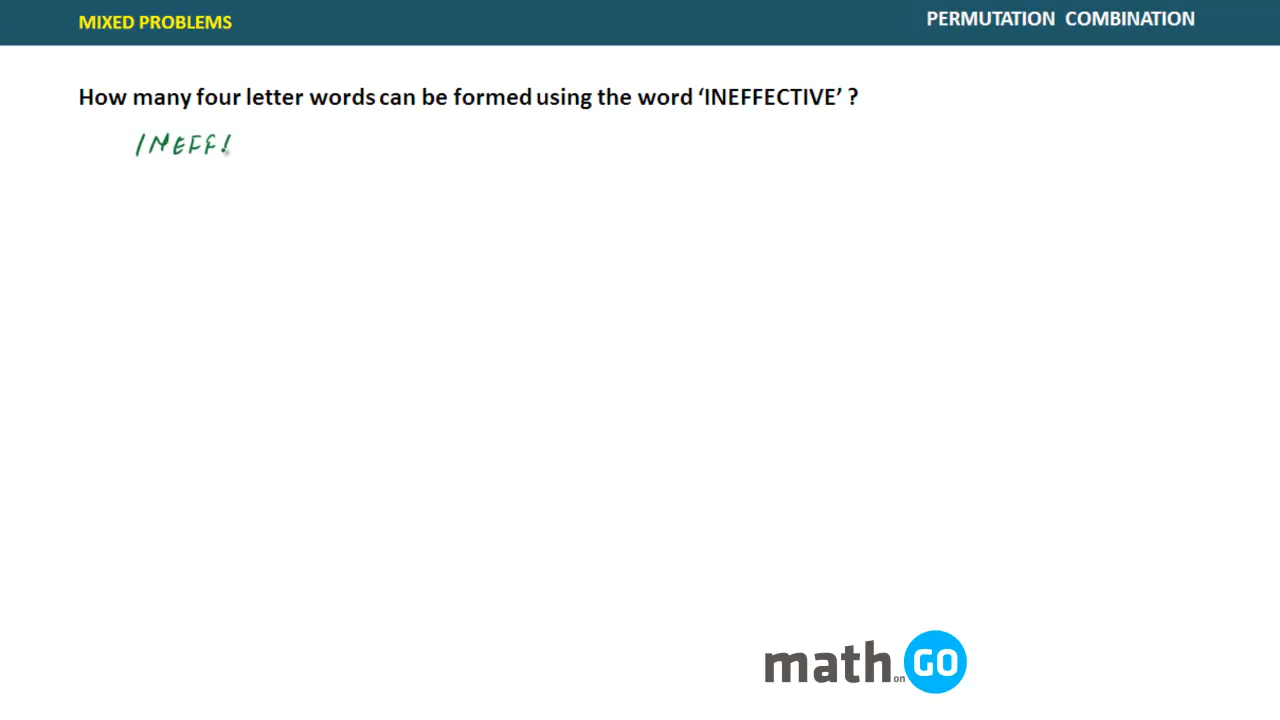 MIXED PROBLEMS
PERMUTATION COMBINATION
How many four letter words can be formed using the word ‘INEFFECTIVE’ ?
INEFF
math on GO